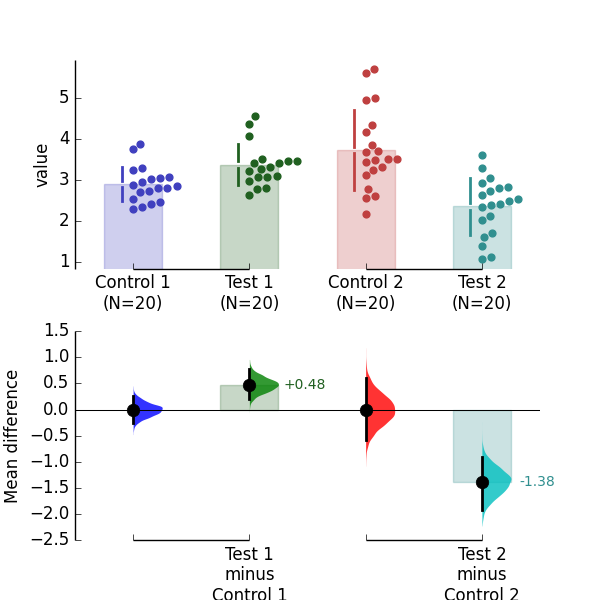 value
5
4
3
2
1
Control 1 Test 1 Control 2 Test 2
(N=20) (N=20) (N=20) (N=20)
Mean difference
1.5
1.0
0.5
0.0
−0.5
−1.0
−1.5
−2.0
−2.5
+0.48
-1.38
Test 1 Test 2
minus minus
Control 1 Control 2